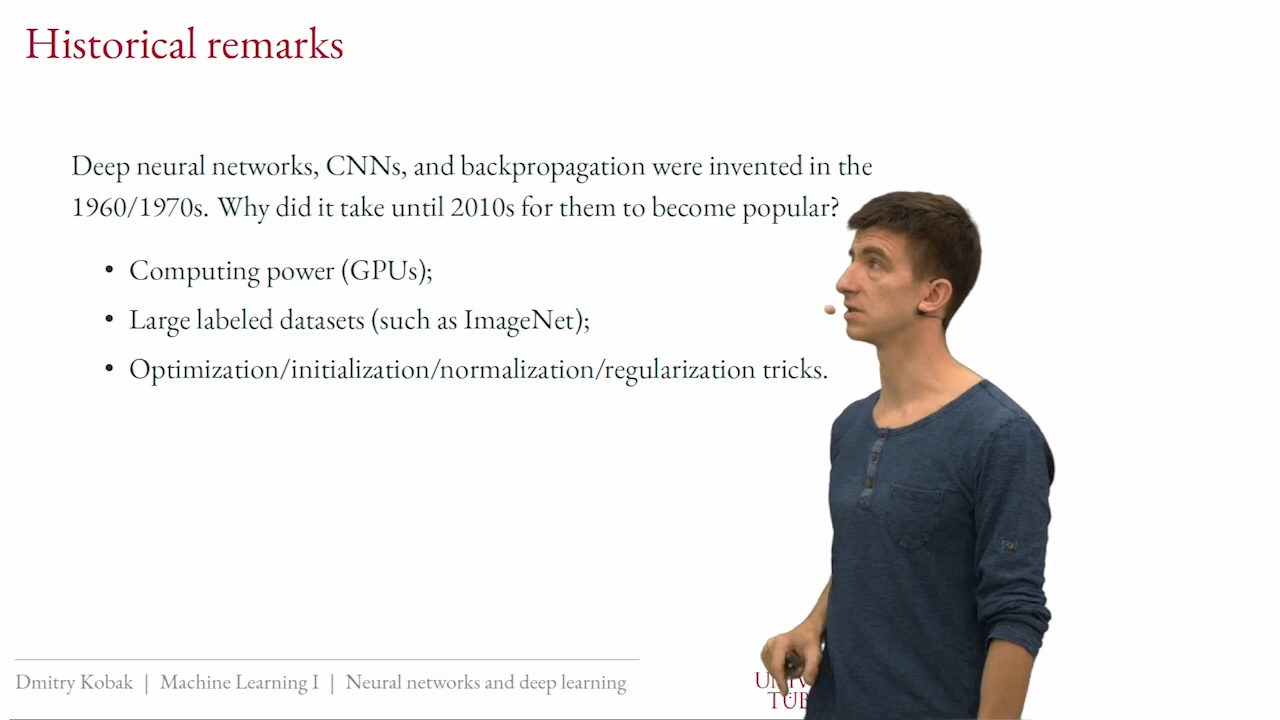 Historical remarks
Deep neural networks, CNNs, and backpropagation were invented in the
1960/1970s. Why did it take until 2010s for them to become popular?
• Computing power (GPUs);
• Large labeled datasets (such as ImageNet);
• Optimization/initialization/normalization/regularization tricks.
Dmitry Kobak | Machine Learning I | Neural networks and deep learning